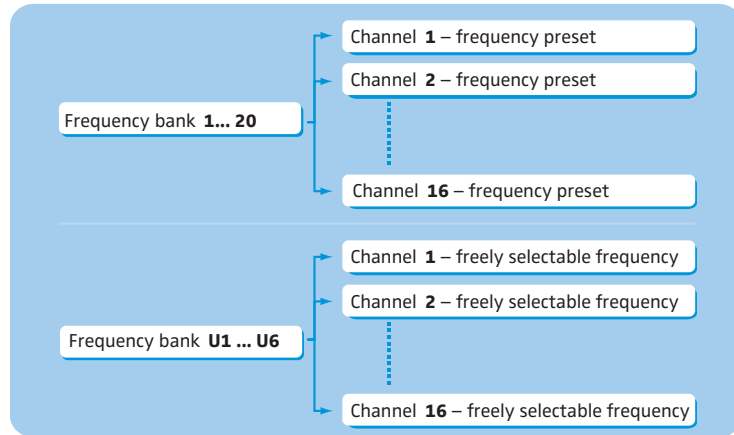 Channel 1 – frequency preset
Channel 2 – frequency preset
Frequency bank 1... 20
Channel 16 – frequency preset
Channel 1 – freely selectable frequency
Channel 2 – freely selectable frequency
Frequency bank U1 ... U6
Channel 16 – freely selectable frequency